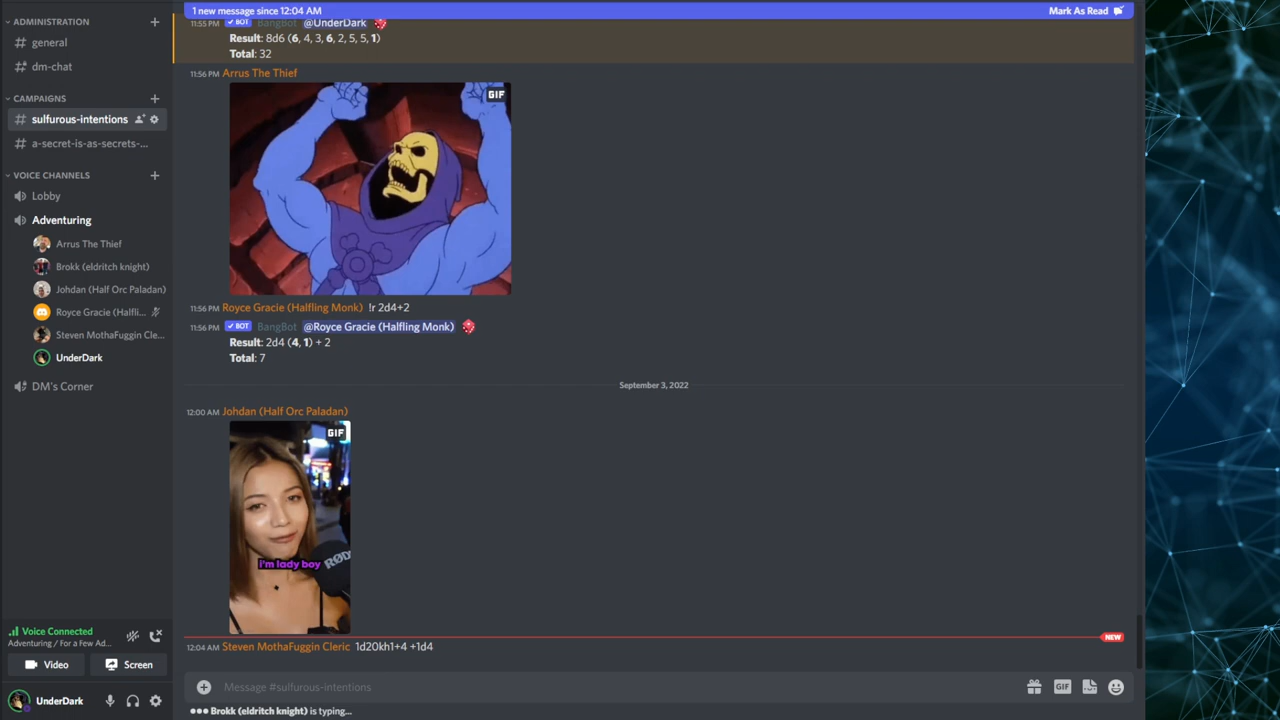 ADMINISTRATION
general
dm-chat
CAMPAIGNS
sulfurous-intentions
a-secret-is-as-secrets-...
VOICE CHANNELS
Lobby
Adventuring
Arrus The Thief
Brokk (eldritch knight)
Johdan (Half Orc Paladan)
Royce Gracie (Halfli...
Steven MothaFuggin Cle...
UnderDark
DM's Corner
Voice Connected
Adventuring / For a Few Ad...
Video
Screen
UnderDark
1 new message since 12:04 AM
Mark As Read
11:55 PM BOT BangBot @UnderDark
Result: 8d6 (6, 4, 3, 6, 2, 5, 5, 1)
Total: 32
11:56 PM Arrus The Thief
GIF
11:56 PM Royce Gracie (Halfling Monk) !r 2d4+2
11:56 PM BOT BangBot @Royce Gracie (Halfling Monk)
Result: 2d4 (4, 1) + 2
Total: 7
September 3, 2022
12:00 AM Johdan (Half Orc Paladan)
GIF
i'm lady boy
RØDE
NEW
12:04 AM Steven MothaFuggin Cleric 1d20kh1+4 +1d4
Message #sulfurous-intentions
GIF
Brokk (eldritch knight) is typing...